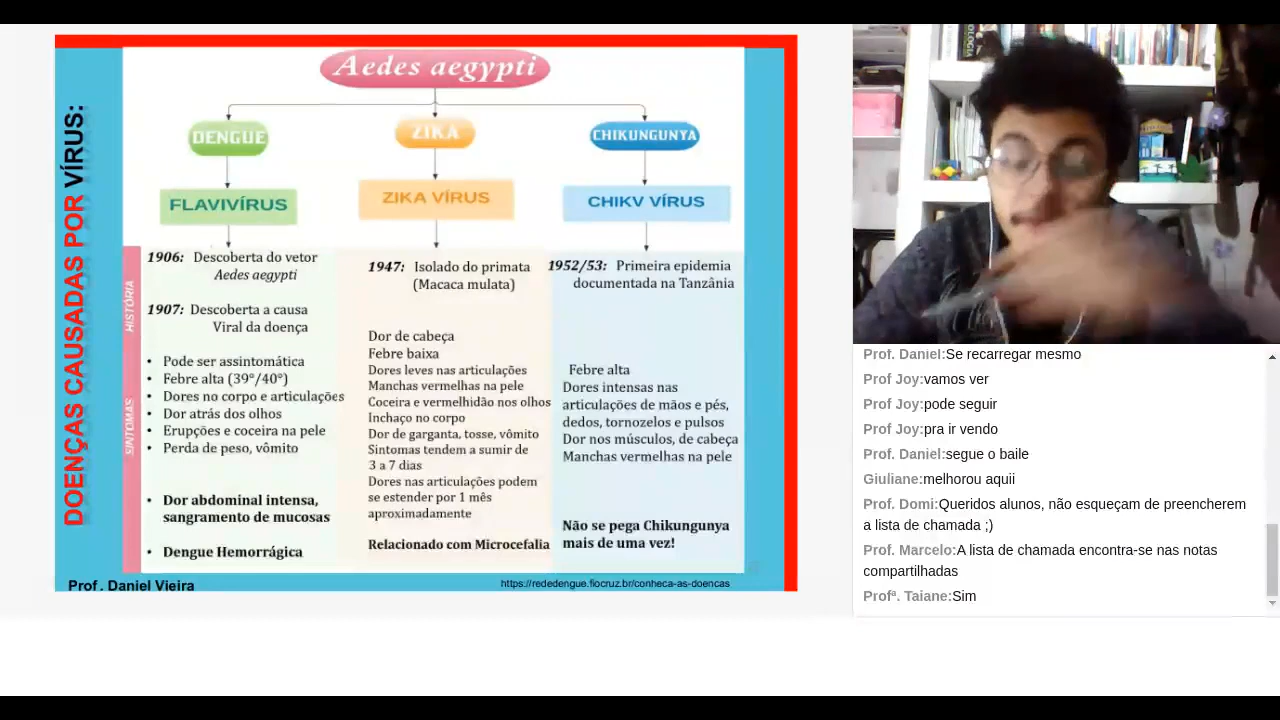 DOENÇAS CAUSADAS POR VÍRUS:
Aedes aegypti
DENGUE
ZIKA
CHIKUNGUNYA
FLAVIVÍRUS
ZIKA VÍRUS
CHIKV VÍRUS
HISTÓRIA
SINTOMAS
1906: Descoberta do vetor
Aedes aegypti
1907: Descoberta a causa
Viral da doença
• Pode ser assintomática
• Febre alta (39°/40°)
• Dores no corpo e articulações
• Dor atrás dos olhos
• Erupções e coceira na pele
• Perda de peso, vômito
• Dor abdominal intensa,
sangramento de mucosas
• Dengue Hemorrágica
1947: Isolado do primata
(Macaca mulata)
Dor de cabeça
Febre baixa
Dores leves nas articulações
Manchas vermelhas na pele
Coceira e vermelhidão nos olhos
Inchaço no corpo
Dor de garganta, tosse, vômito
Sintomas tendem a sumir de
3 a 7 dias
Dores nas articulações podem
se estender por 1 mês
aproximadamente
Relacionado com Microcefalia
1952/53: Primeira epidemia
documentada na Tanzânia
Febre alta
Dores intensas nas
articulações de mãos e pés,
dedos, tornozelos e pulsos
Dor nos músculos, de cabeça
Manchas vermelhas na pele
Não se pega Chikungunya
mais de uma vez!
Prof. Daniel Vieira
https://rededengue.fiocruz.br/conheca-as-doencas
Prof. Daniel:Se recarregar mesmo
Prof Joy:vamos ver
Prof Joy:pode seguir
Prof Joy:pra ir vendo
Prof. Daniel:segue o baile
Giuliane:melhorou aquii
Prof. Domi:Queridos alunos, não esqueçam de preencherem
a lista de chamada ;)
Prof. Marcelo:A lista de chamada encontra-se nas notas
compartilhadas
Profª. Taiane:Sim